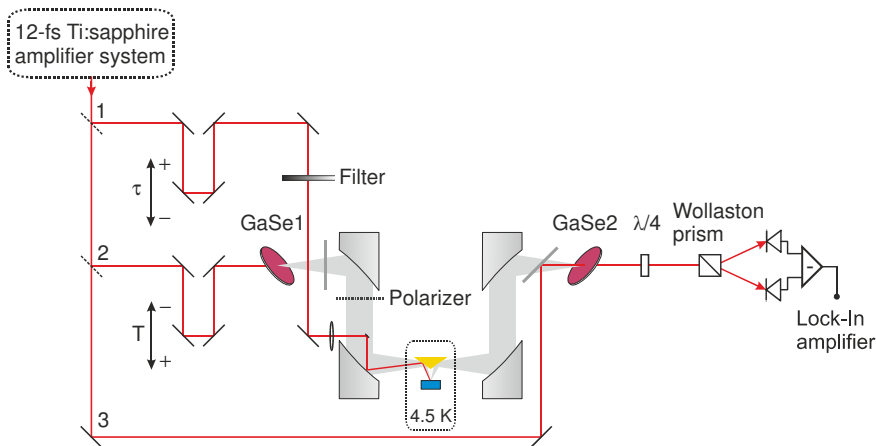 12-fs Ti:sapphire
amplifier system
1
+
τ
−
Filter
GaSe1
GaSe2
λ/4
Wollaston
prism
2
−
T
+
Polarizer
-
Lock-In
amplifier
4.5 K
3